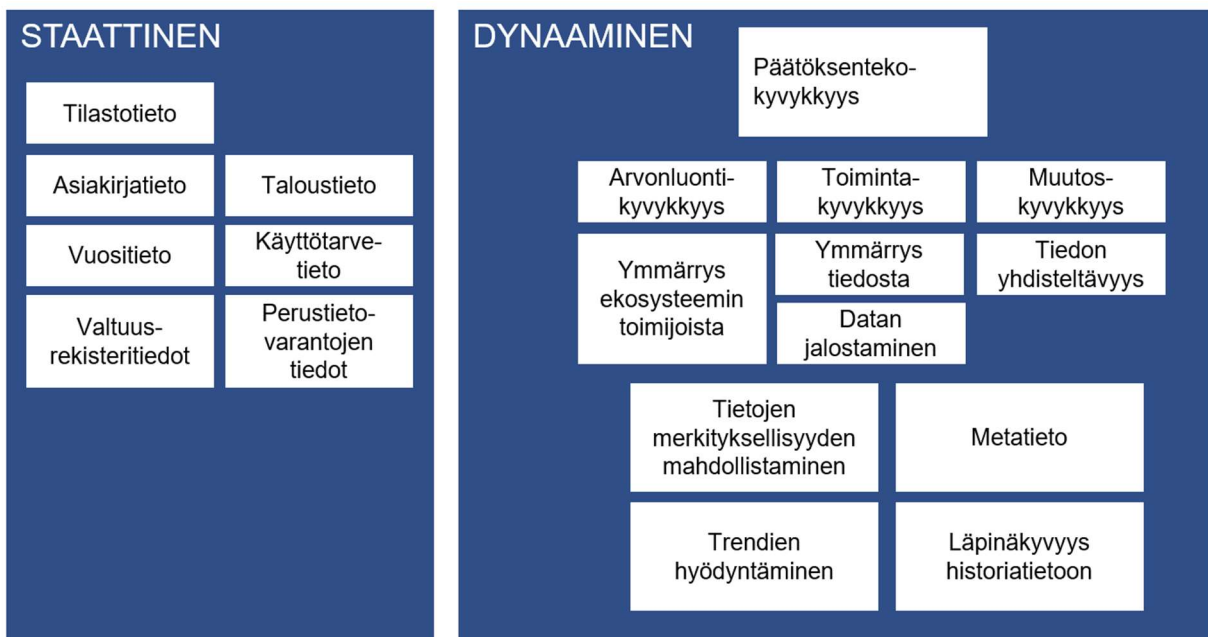 STAATTINEN
Tilastotieto
Asiakirjatieto
Taloustieto
Vuositieto
Käyttötarve-
tieto
Valtuus-
rekisteritiedot
Perustieto-
varantojen
tiedot
DYNAAMINEN
Päätöksenteko-
kyvykkyys
Arvonluonti-
kyvykkyys
Toiminta-
kyvykkyys
Muutos-
kyvykkyys
Ymmärrys
ekosysteemin
toimijoista
Ymmärrys
tiedosta
Tiedon
yhdisteltävyys
Datan
jalostaminen
Tietojen
merkityksellisyyden
mahdollistaminen
Metatieto
Trendien
hyödyntäminen
Läpinäkyvyys
historiatietoon